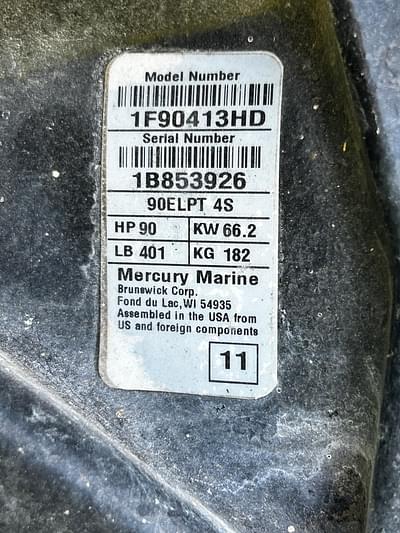 Model Number
1F90413HD
Serial Number
1B853926
90ELPT 4S
HP 90 KW 66.2
LB 401 KG 182
Mercury Marine
Brunswick Corp.
Fond du Lac,WI 54935
Assembled in the USA from
US and foreign components
11